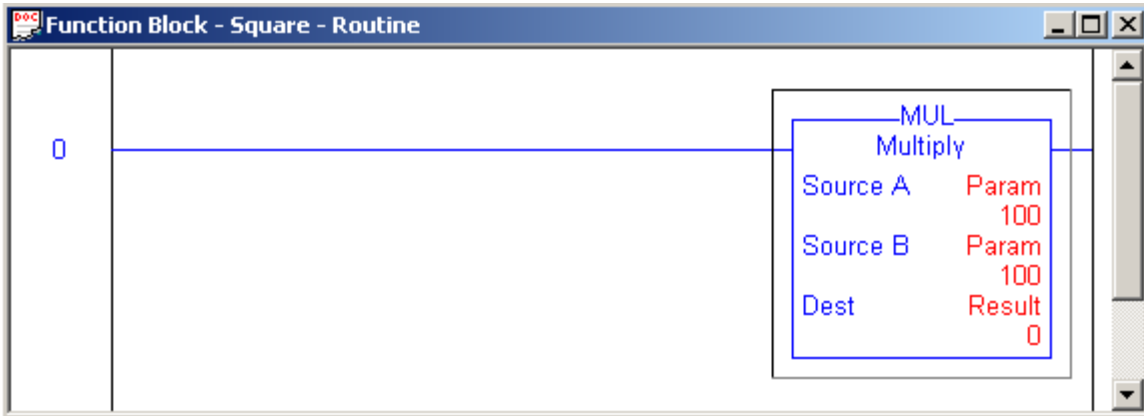 Function Block - Square - Routine
0
MUL
Multiply
Source A Param
100
Source B Param
100
Dest Result
0